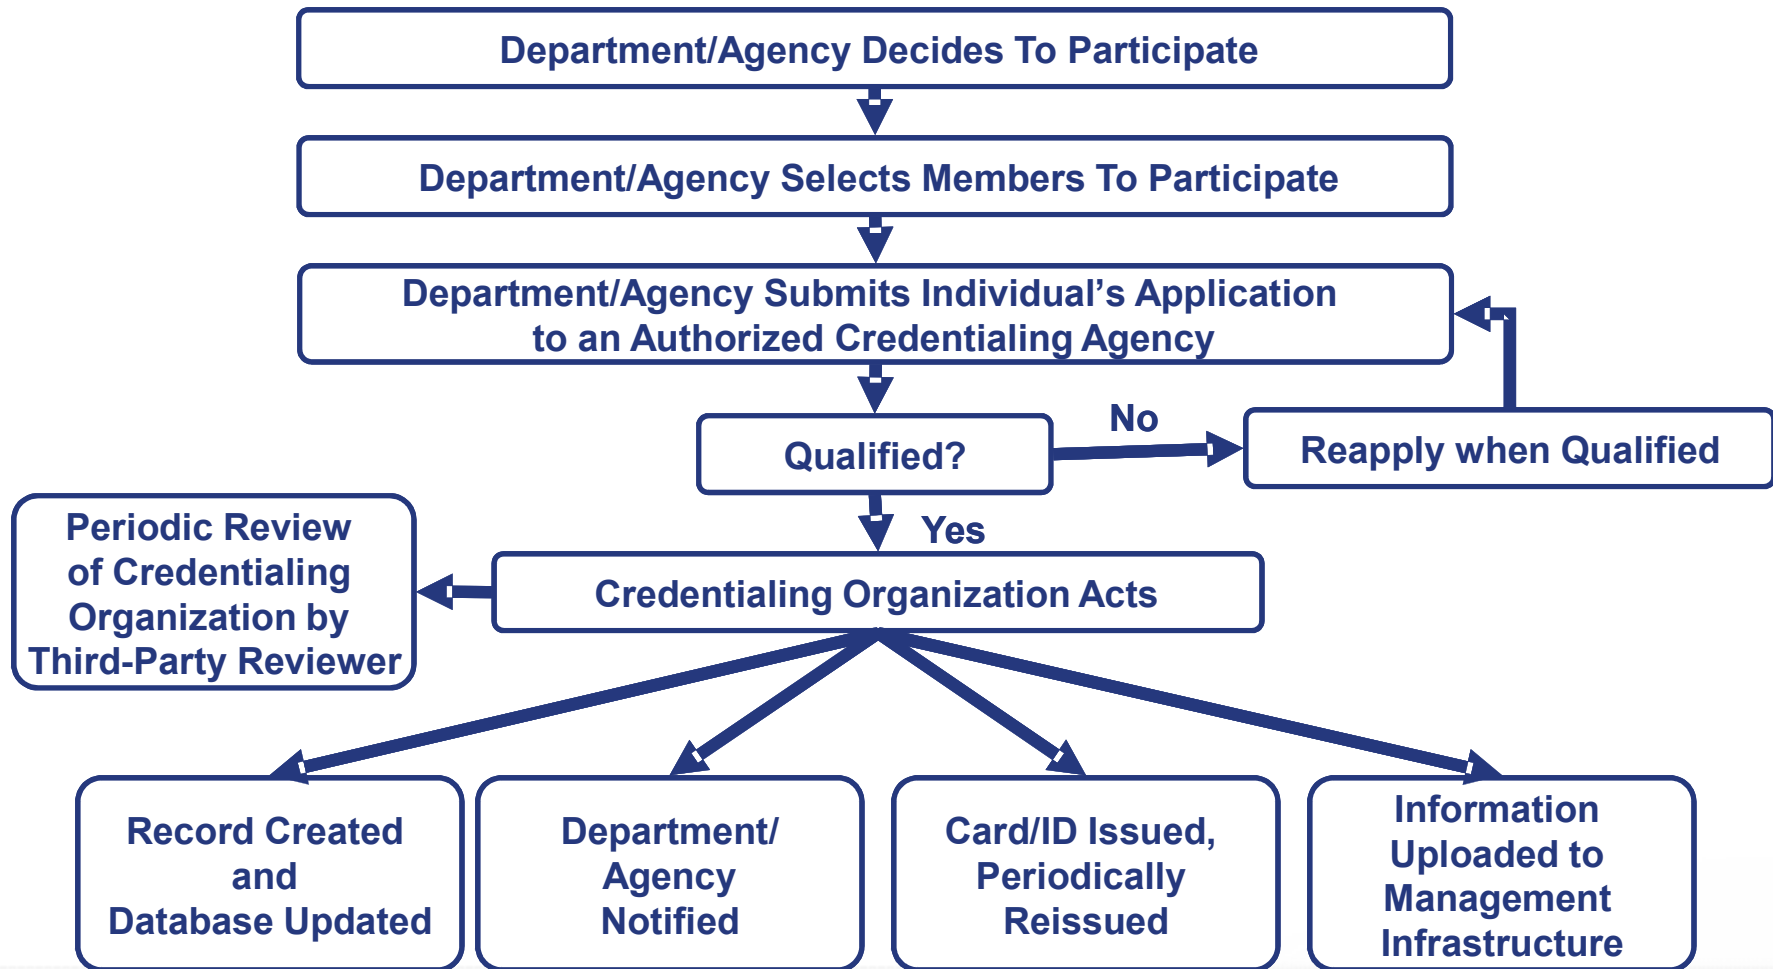 Department/Agency Decides To Participate
Department/Agency Selects Members To Participate
Department/Agency Submits Individual’s Application
to an Authorized Credentialing Agency
No
Qualified?
Reapply when Qualified
Yes
Periodic Review
of Credentialing
Organization by
Third-Party Reviewer
Credentialing Organization Acts
Record Created
and
Database Updated
Department/
Agency
Notified
Card/ID Issued,
Periodically
Reissued
Information
Uploaded to
Management
Infrastructure